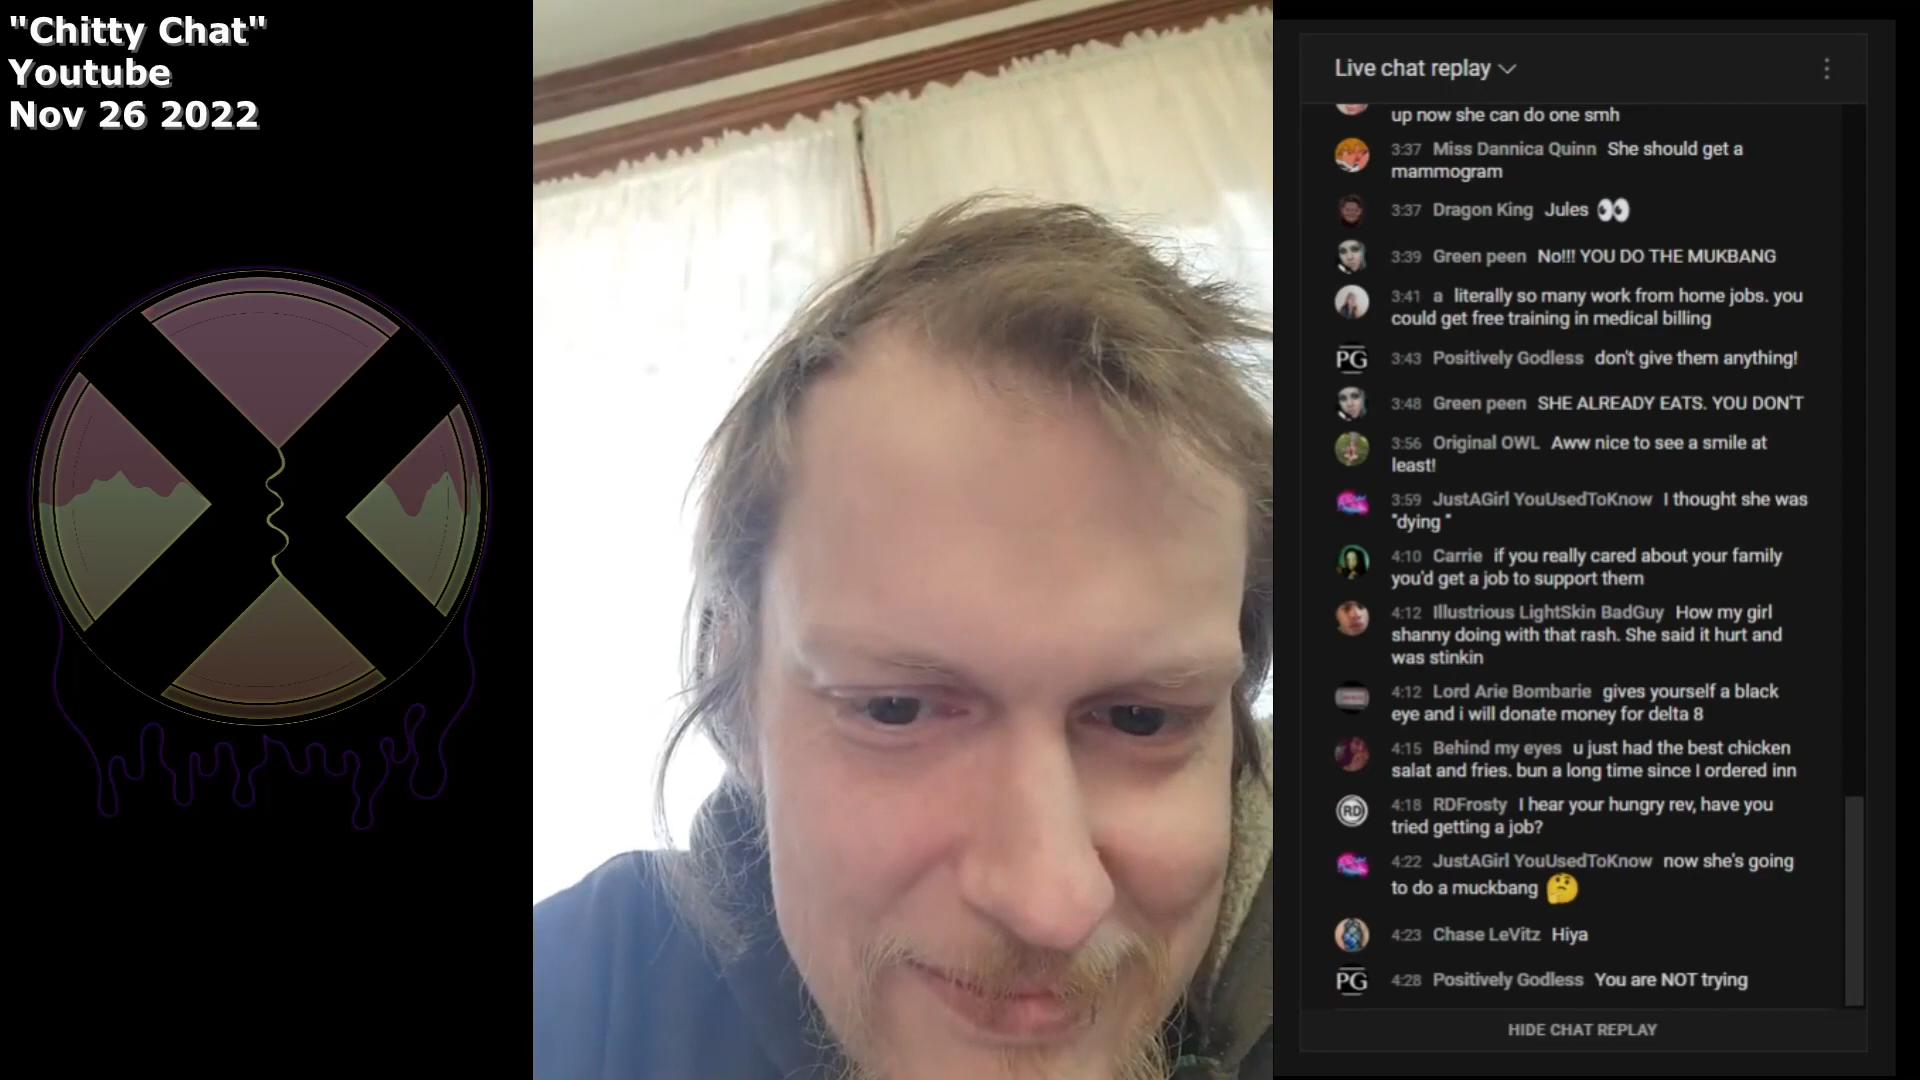 "Chitty Chat"
Youtube
Nov 26 2022
Live chat replay
up now she can do one smh
3:37 Miss Dannica Quinn She should get a
mammogram
3:37 Dragon King Jules 👀
3:39 Green peen No!!! YOU DO THE MUKBANG
3:41 a literally so many work from home jobs. you
could get free training in medical billing
PG 3:43 Positively Godless don't give them anything!
3:48 Green peen SHE ALREADY EATS. YOU DON'T
3:56 Original OWL Aww nice to see a smile at
least!
3:59 JustAGirl YouUsedToKnow I thought she was
"dying "
4:10 Carrie if you really cared about your family
you'd get a job to support them
4:12 Illustrious LightSkin BadGuy How my girl
shanny doing with that rash. She said it hurt and
was stinkin
4:12 Lord Arie Bombarie gives yourself a black
eye and i will donate money for delta 8
4:15 Behind my eyes u just had the best chicken
salat and fries. bun a long time since I ordered inn
RD 4:18 RDFrosty I hear your hungry rev, have you
tried getting a job?
4:22 JustAGirl YouUsedToKnow now she's going
to do a muckbang 🤔
4:23 Chase LeVitz Hiya
PG 4:28 Positively Godless You are NOT trying
HIDE CHAT REPLAY